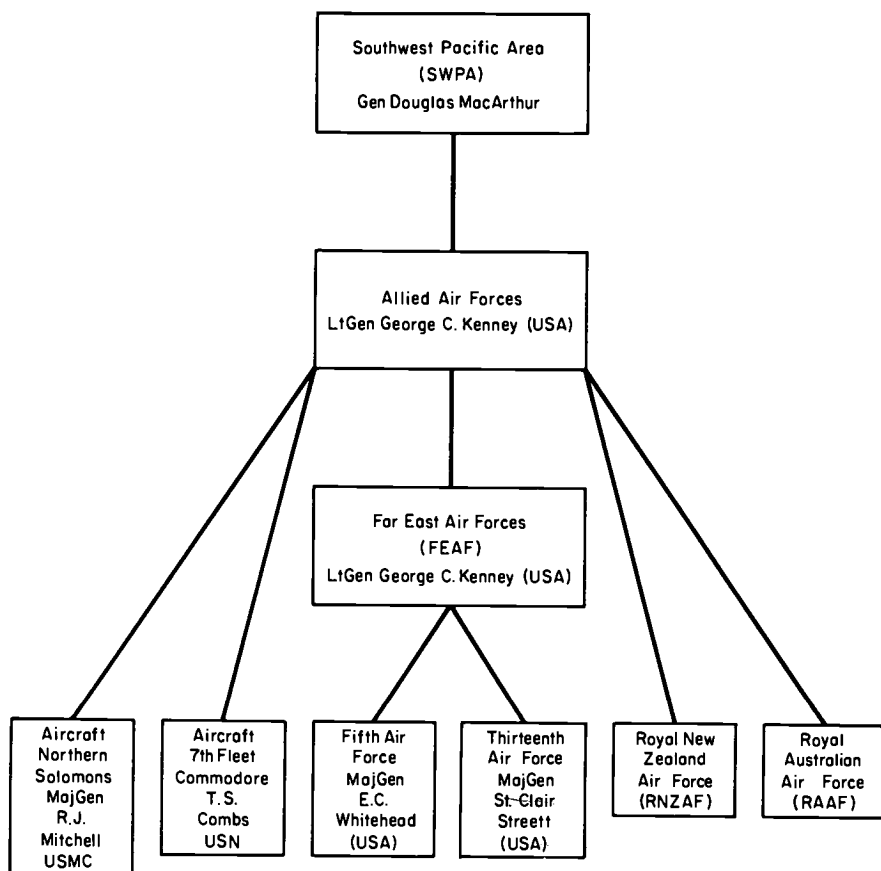 Southwest Pacific Area
(SWPA)
Gen Douglas MacArthur
Allied Air Forces
LtGen George C. Kenney (USA)
Far East Air Forces
(FEAF)
LtGen George C. Kenney (USA)
Aircraft
Northern
Solomons
MajGen
R.J.
Mitchell
USMC
Aircraft
7th Fleet
Commodore
T.S.
Combs
USN
Fifth Air
Force
MajGen
E.C.
Whitehead
(USA)
Thirteenth
Air Force
MajGen
St. Clair
Streett
(USA)
Royal New
Zealand
Air Force
(RNZAF)
Royal
Australian
Air Force
(RAAF)